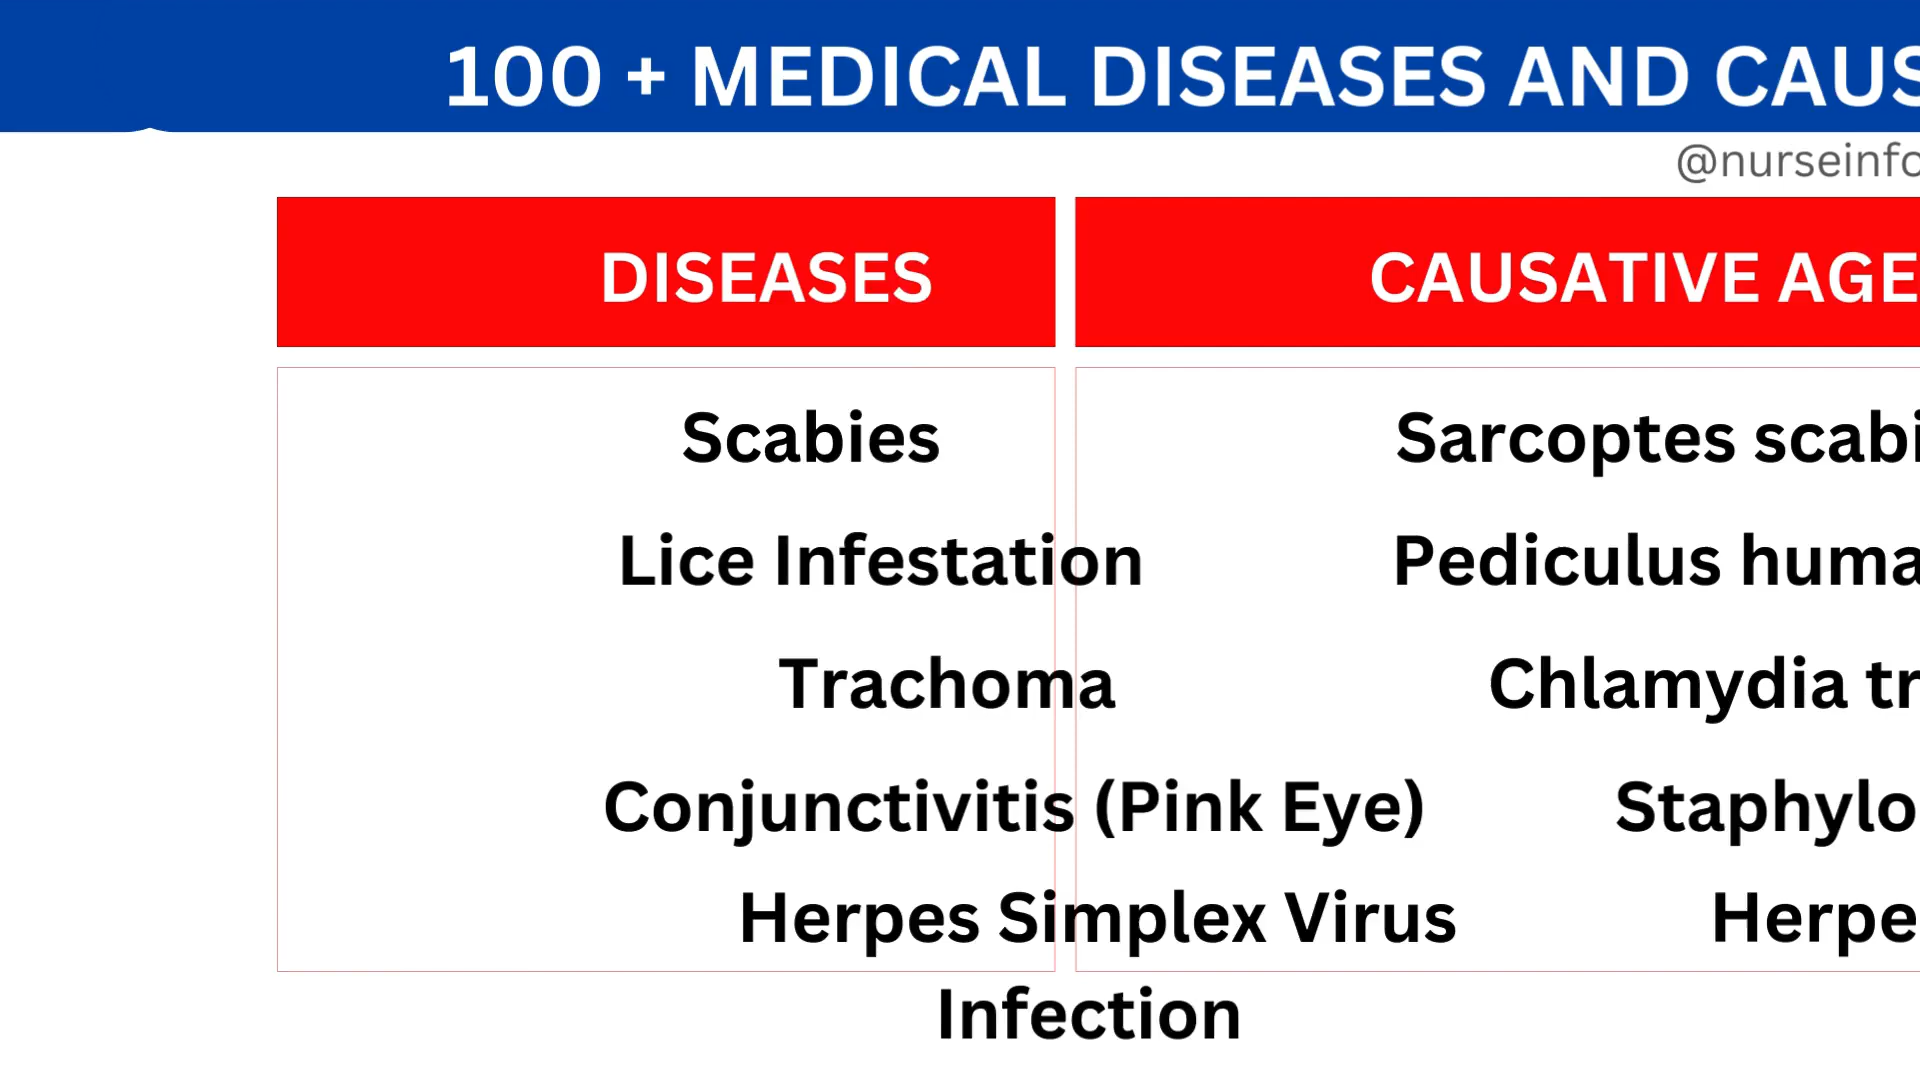 100 + MEDICAL DISEASES AND CAUS
@nurseinfo
DISEASES CAUSATIVE AGE
Scabies Sarcoptes scabi
Lice Infestation Pediculus huma
Trachoma Chlamydia tr
Conjunctivitis (Pink Eye) Staphylo
Herpes Simplex Virus Herpe
Infection